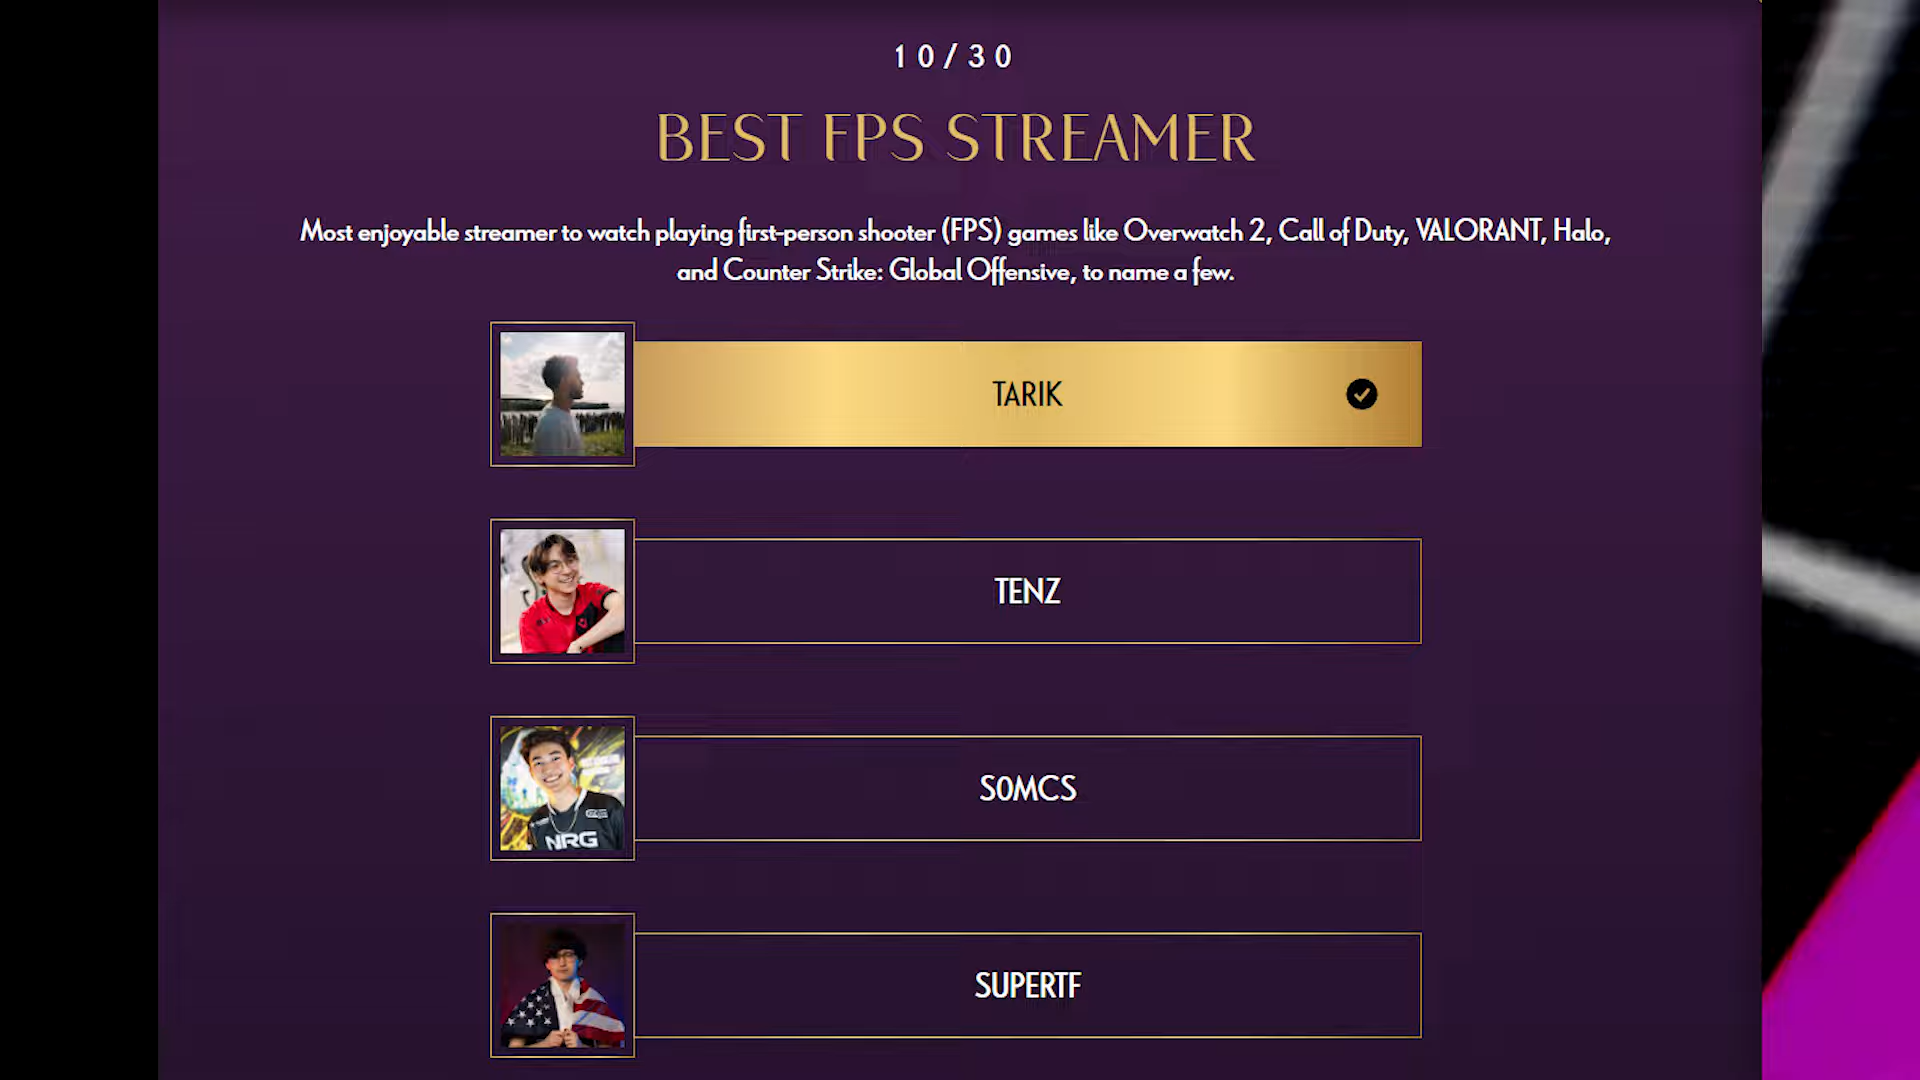 10/30
BEST FPS STREAMER
Most enjoyable streamer to watch playing first-person shooter (FPS) games like Overwatch 2, Call of Duty, VALORANT, Halo,
and Counter Strike: Global Offensive, to name a few.
TARIK
TENZ
S0MCS
NRG
SUPERTF